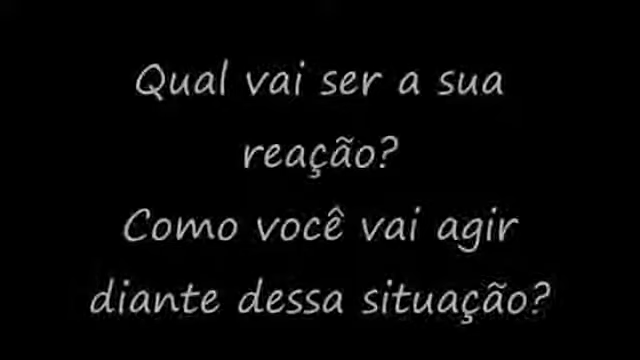 Qual vai ser a sua
reação?
Como você vai agir
diante dessa situação?